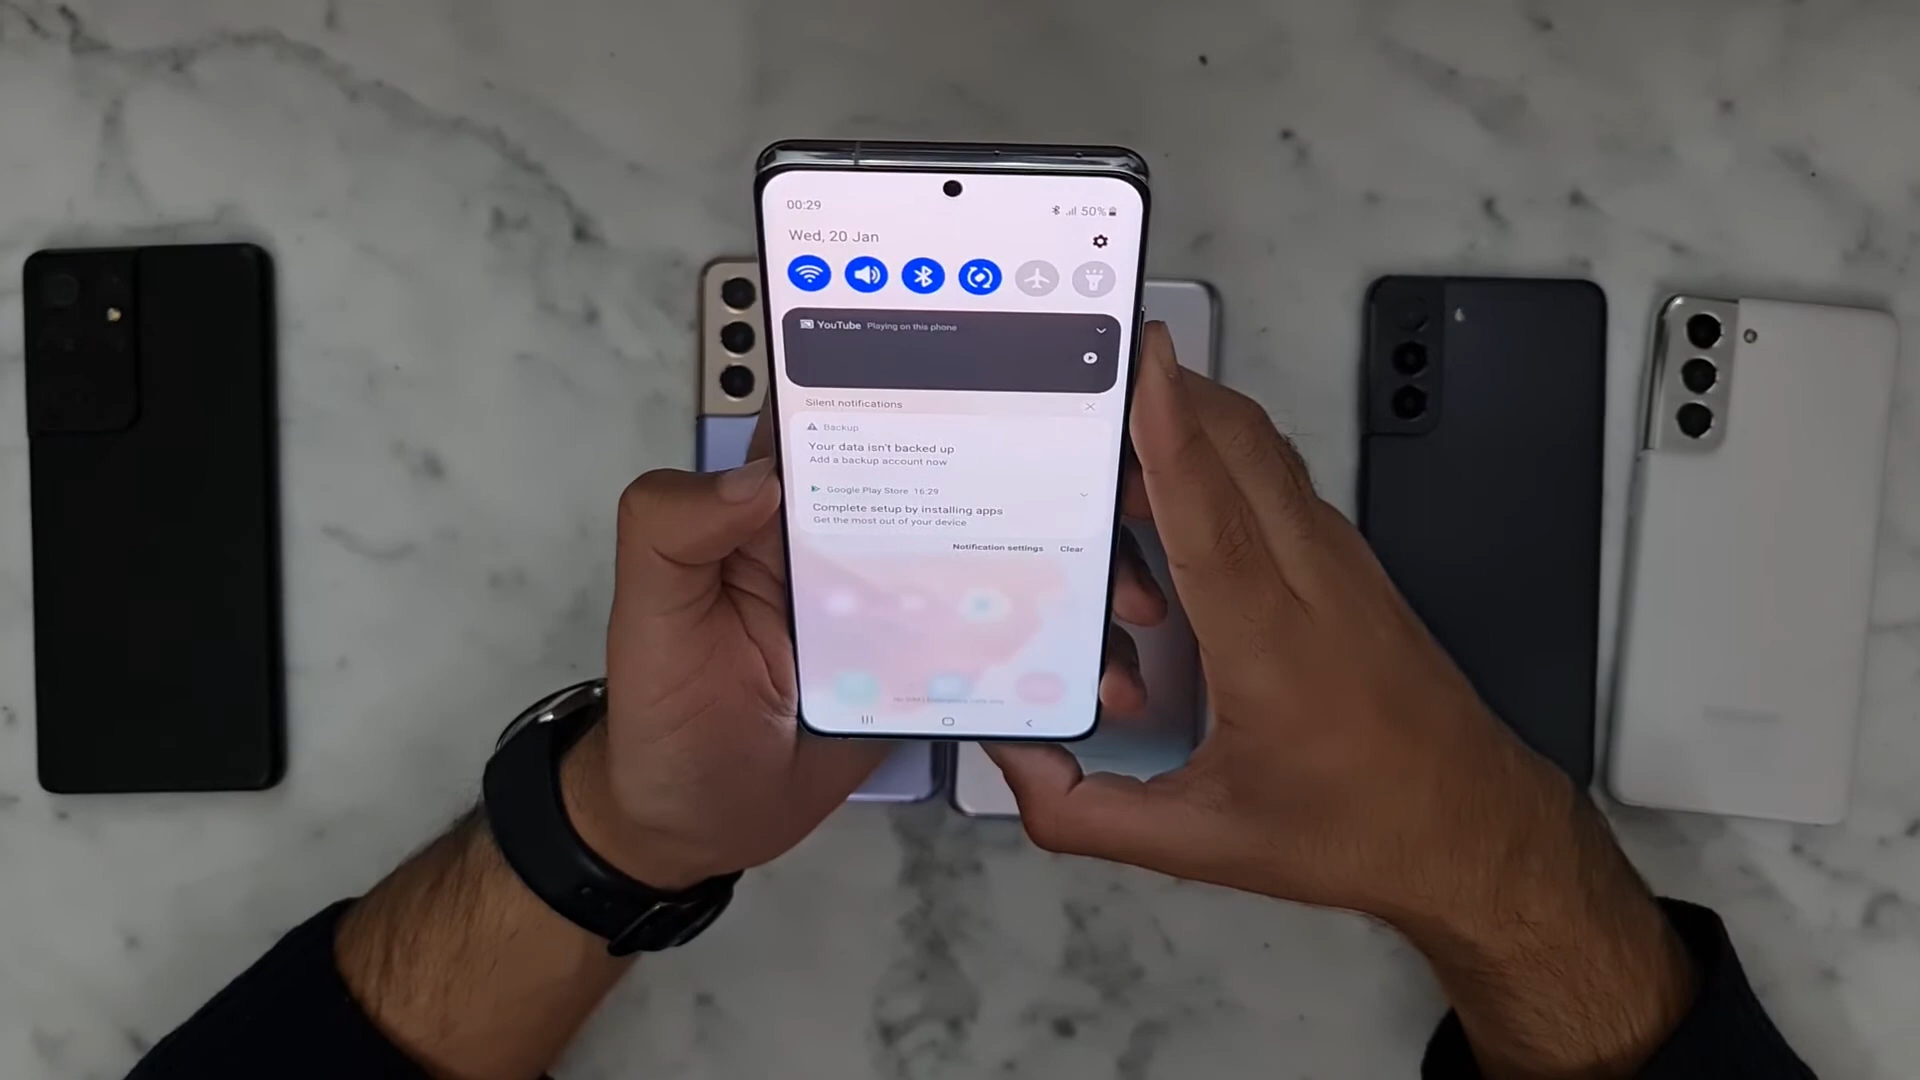 00:29
50%
Wed, 20 Jan
YouTube Playing on this phone
Silent notifications
Backup
Your data isn't backed up
Add a backup account now
Google Play Store 16:29
Complete setup by installing apps
Get the most out of your device
Notification settings Clear